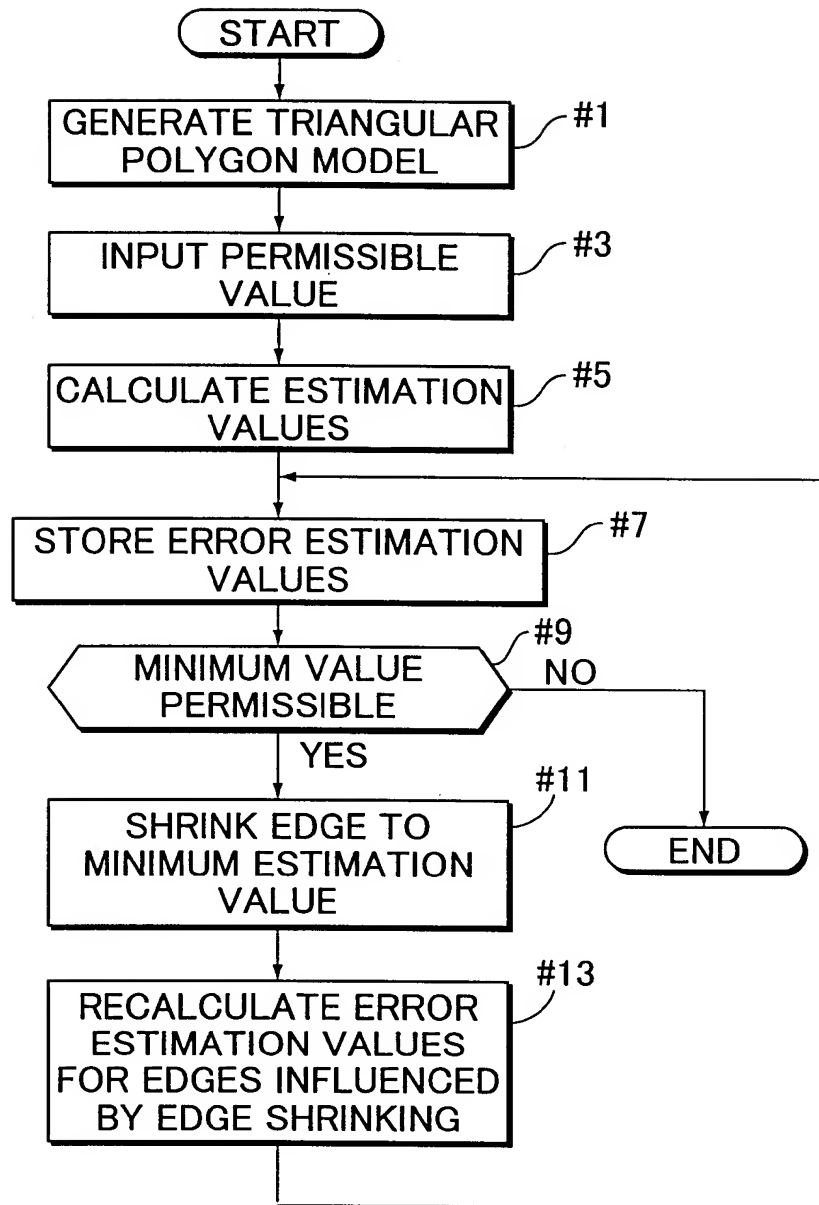 START
GENERATE TRIANGULAR
POLYGON MODEL
#1
INPUT PERMISSIBLE
VALUE
#3
CALCULATE ESTIMATION
VALUES
#5
STORE ERROR ESTIMATION
VALUES
#7
MINIMUM VALUE
PERMISSIBLE
#9
NO
YES
SHRINK EDGE TO
MINIMUM ESTIMATION
VALUE
#11
END
RECALCULATE ERROR
ESTIMATION VALUES
FOR EDGES INFLUENCED
BY EDGE SHRINKING
#13